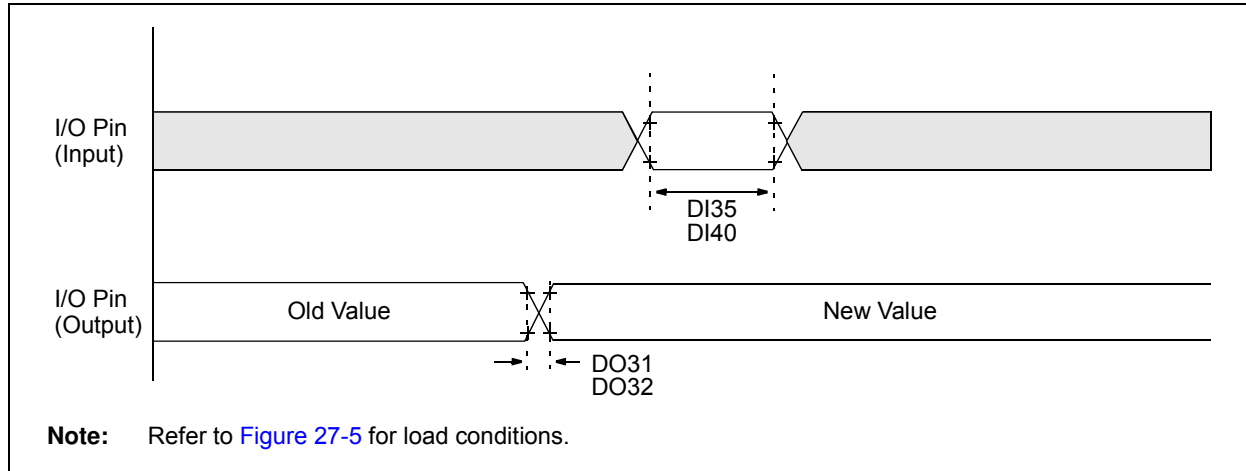 I/O Pin
(Input)
DI35
DI40
I/O Pin
(Output)
Old Value
New Value
DO31
DO32
Note: Refer to Figure 27-5 for load conditions.